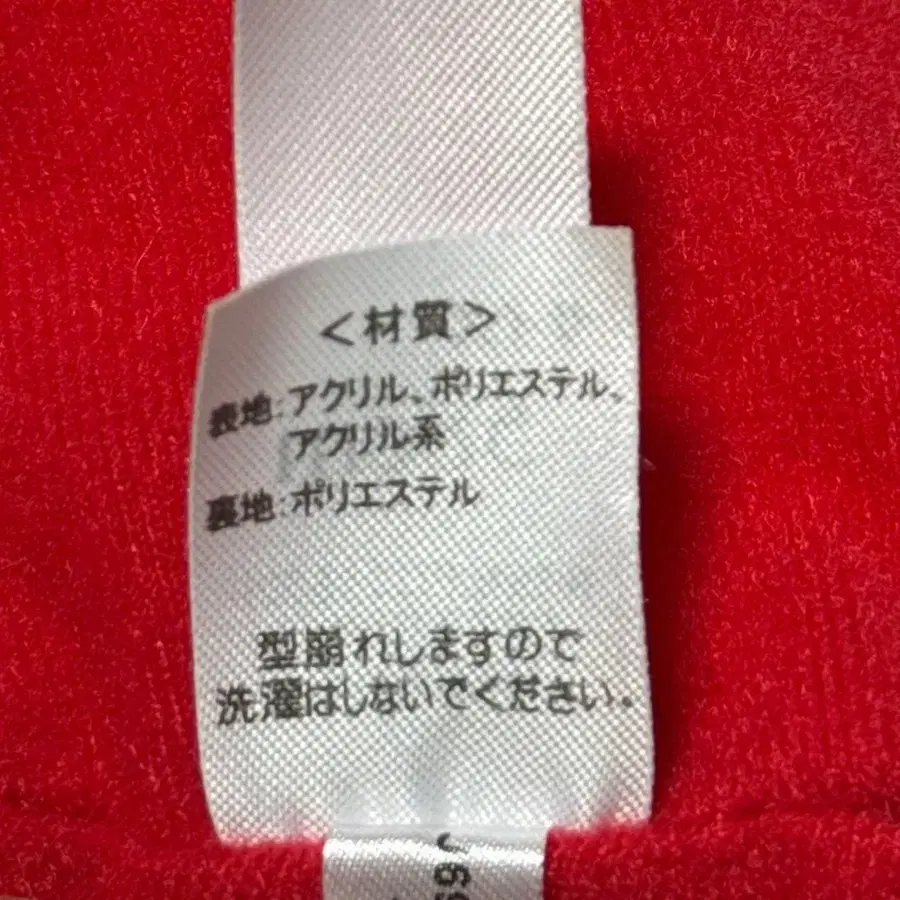 ＜材質＞
表地:アクリル、ポリエステル、
アクリル系
裏地:ポリエステル
型崩れしますので
洗濯はしないでください。